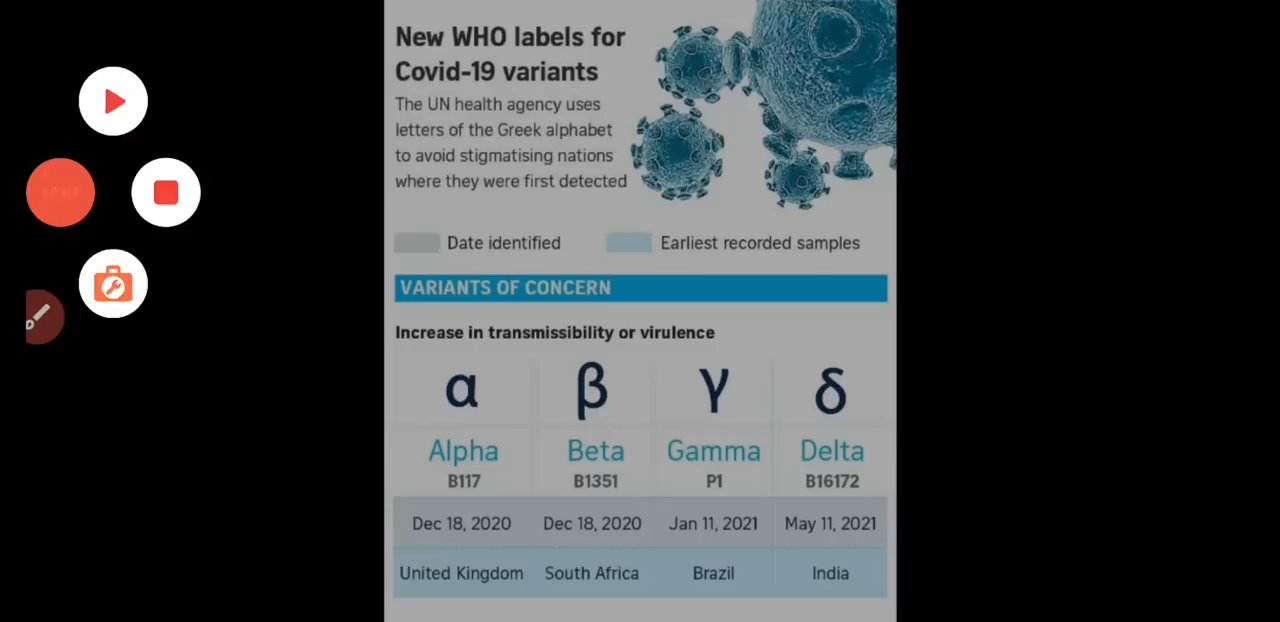 New WHO labels for
Covid-19 variants
The UN health agency uses
letters of the Greek alphabet
to avoid stigmatising nations
where they were first detected
Date identified
Earliest recorded samples
VARIANTS OF CONCERN
Increase in transmissibility or virulence
α β γ δ
Alpha Beta Gamma Delta
B117 B1351 P1 B16172
Dec 18, 2020 Dec 18, 2020 Jan 11, 2021 May 11, 2021
United Kingdom South Africa Brazil India